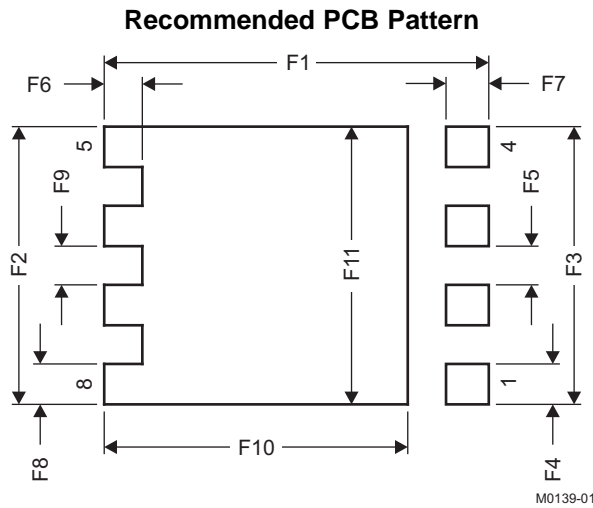 Recommended PCB Pattern
F1
F6
F7
5
4
F9
F5
F2
F11
F3
8
1
F10
F8
F4
M0139-01